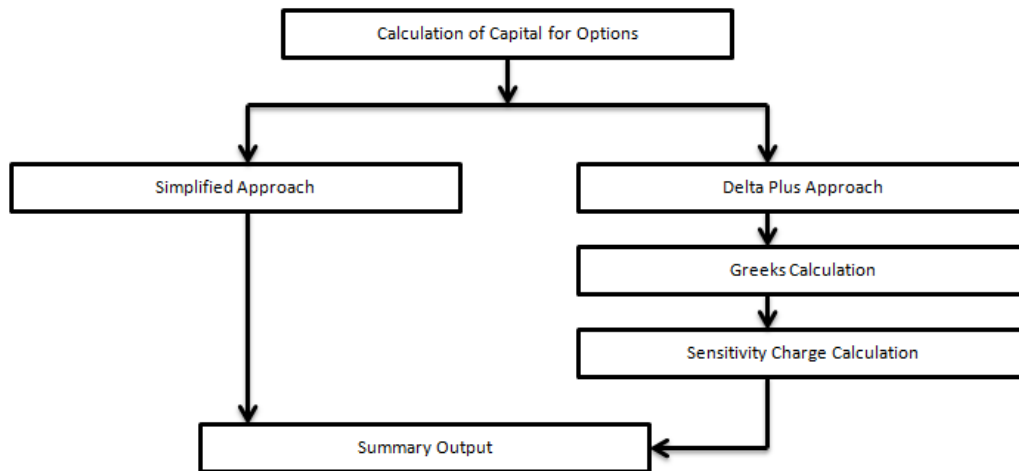 Calculation of Capital for Options
Simplified Approach
Delta Plus Approach
Greeks Calculation
Sensitivity Charge Calculation
Summary Output